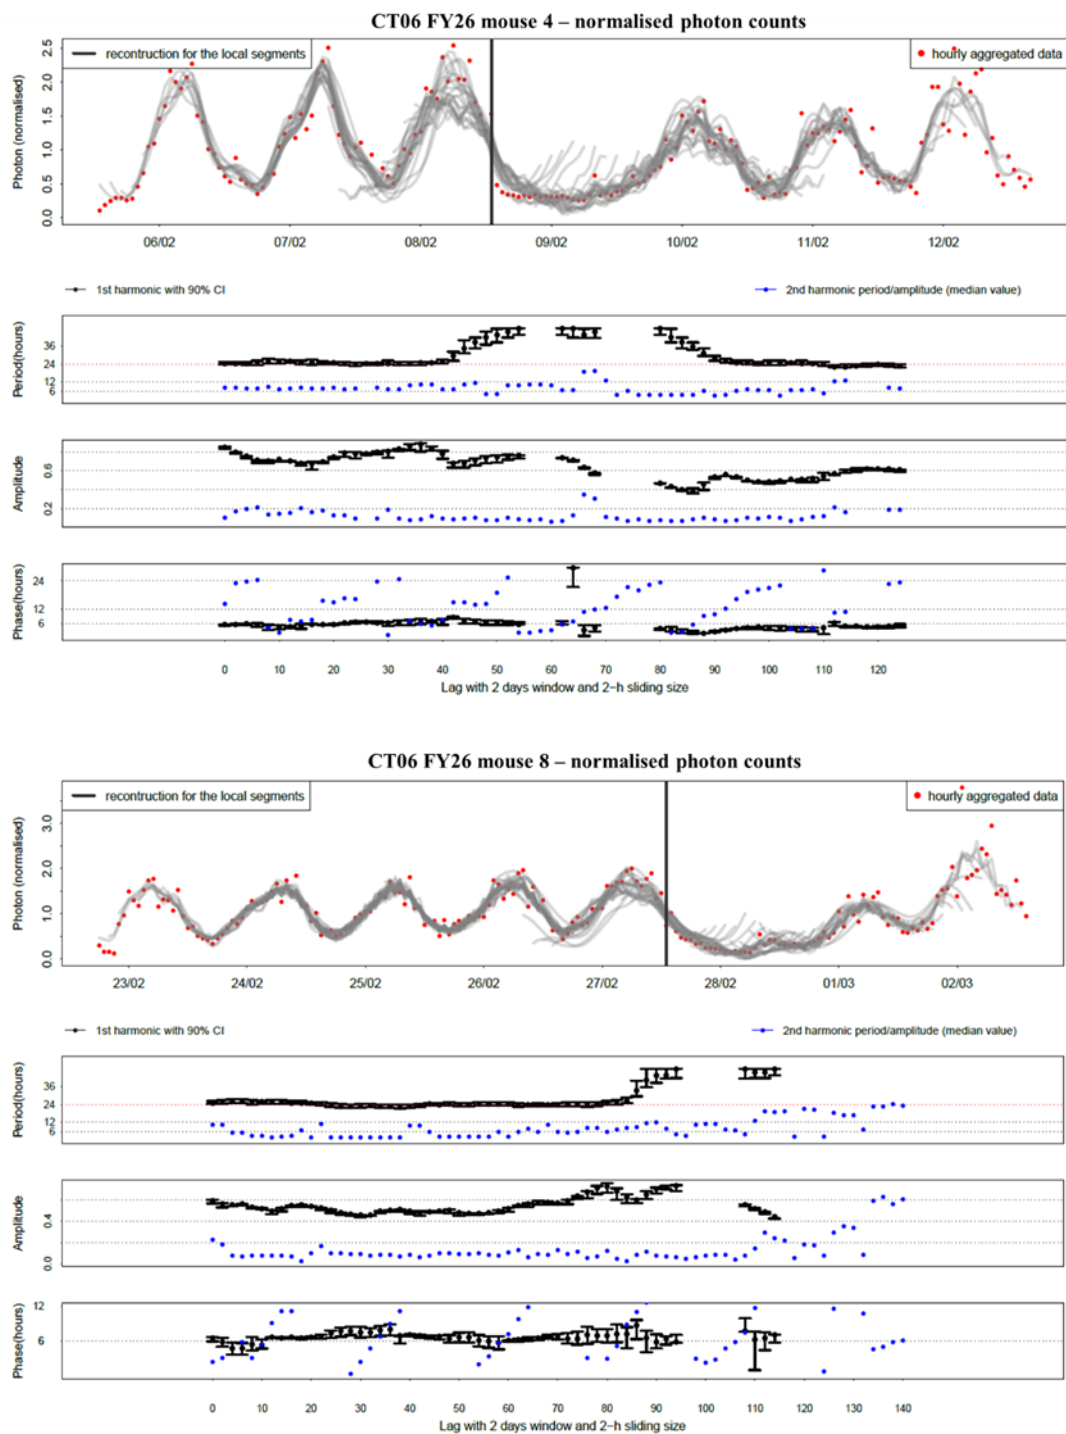 CT06 FY26 mouse 4 – normalised photon counts
recontruction for the local segments
hourly aggregated data
Photon (normalised)
2.5
2.0
1.5
1.0
0.5
0.0
06/02 07/02 08/02 09/02 10/02 11/02 12/02
1st harmonic with 90% CI
2nd harmonic period/amplitude (median value)
Period(hours)
36
24
12
6
Amplitude
0.6
0.2
Phase(hours)
24
12
6
0 10 20 30 40 50 60 70 80 90 100 110 120
Lag with 2 days window and 2-h sliding size
CT06 FY26 mouse 8 – normalised photon counts
recontruction for the local segments
hourly aggregated data
Photon (normalised)
3.0
2.0
1.0
0.0
23/02 24/02 25/02 26/02 27/02 28/02 01/03 02/03
1st harmonic with 90% CI
2nd harmonic period/amplitude (median value)
Period(hours)
36
24
12
6
Amplitude
0.4
0.0
Phase(hours)
12
6
0 10 20 30 40 50 60 70 80 90 100 110 120 130 140
Lag with 2 days window and 2-h sliding size